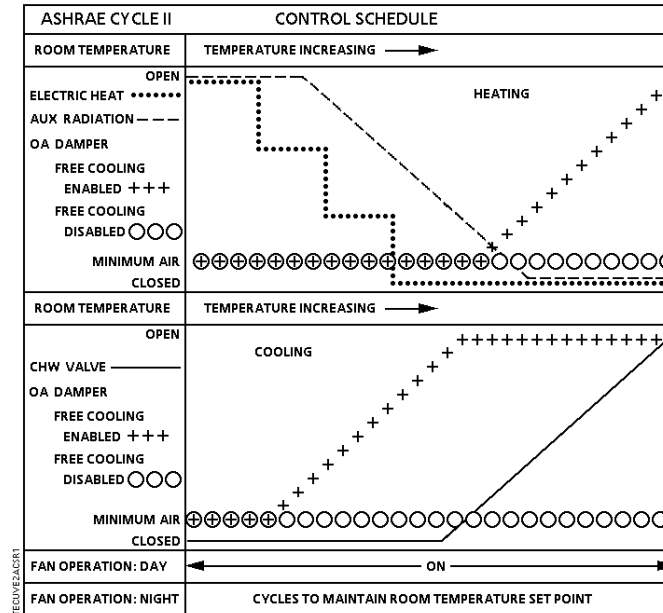 ASHRAE CYCLE II CONTROL SCHEDULE
ROOM TEMPERATURE TEMPERATURE INCREASING
OPEN
ELECTRIC HEAT
HEATING
AUX RADIATION
OA DAMPER
FREE COOLING
ENABLED
FREE COOLING
DISABLED
MINIMUM AIR
CLOSED
ROOM TEMPERATURE TEMPERATURE INCREASING
OPEN
COOLING
CHW VALVE
OA DAMPER
FREE COOLING
ENABLED
FREE COOLING
DISABLED
MINIMUM AIR
CLOSED
FAN OPERATION: DAY ON
FAN OPERATION: NIGHT CYCLES TO MAINTAIN ROOM TEMPERATURE SET POINT